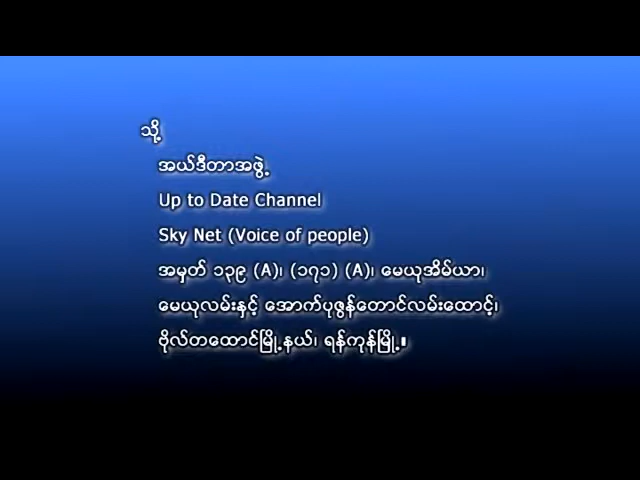 သို့
အယ်ဒီတာအဖွဲ့
Up to Date Channel
Sky Net (Voice of people)
အမှတ် ၁၃၉ (A)၊ (၁၇၁) (A)၊ မေယုအိမ်ယာ၊
မေယုလမ်းနှင့် အောက်ပုဇွန်တောင်လမ်းထောင့်၊
ဗိုလ်တထောင်မြို့နယ်၊ ရန်ကုန်မြို့။